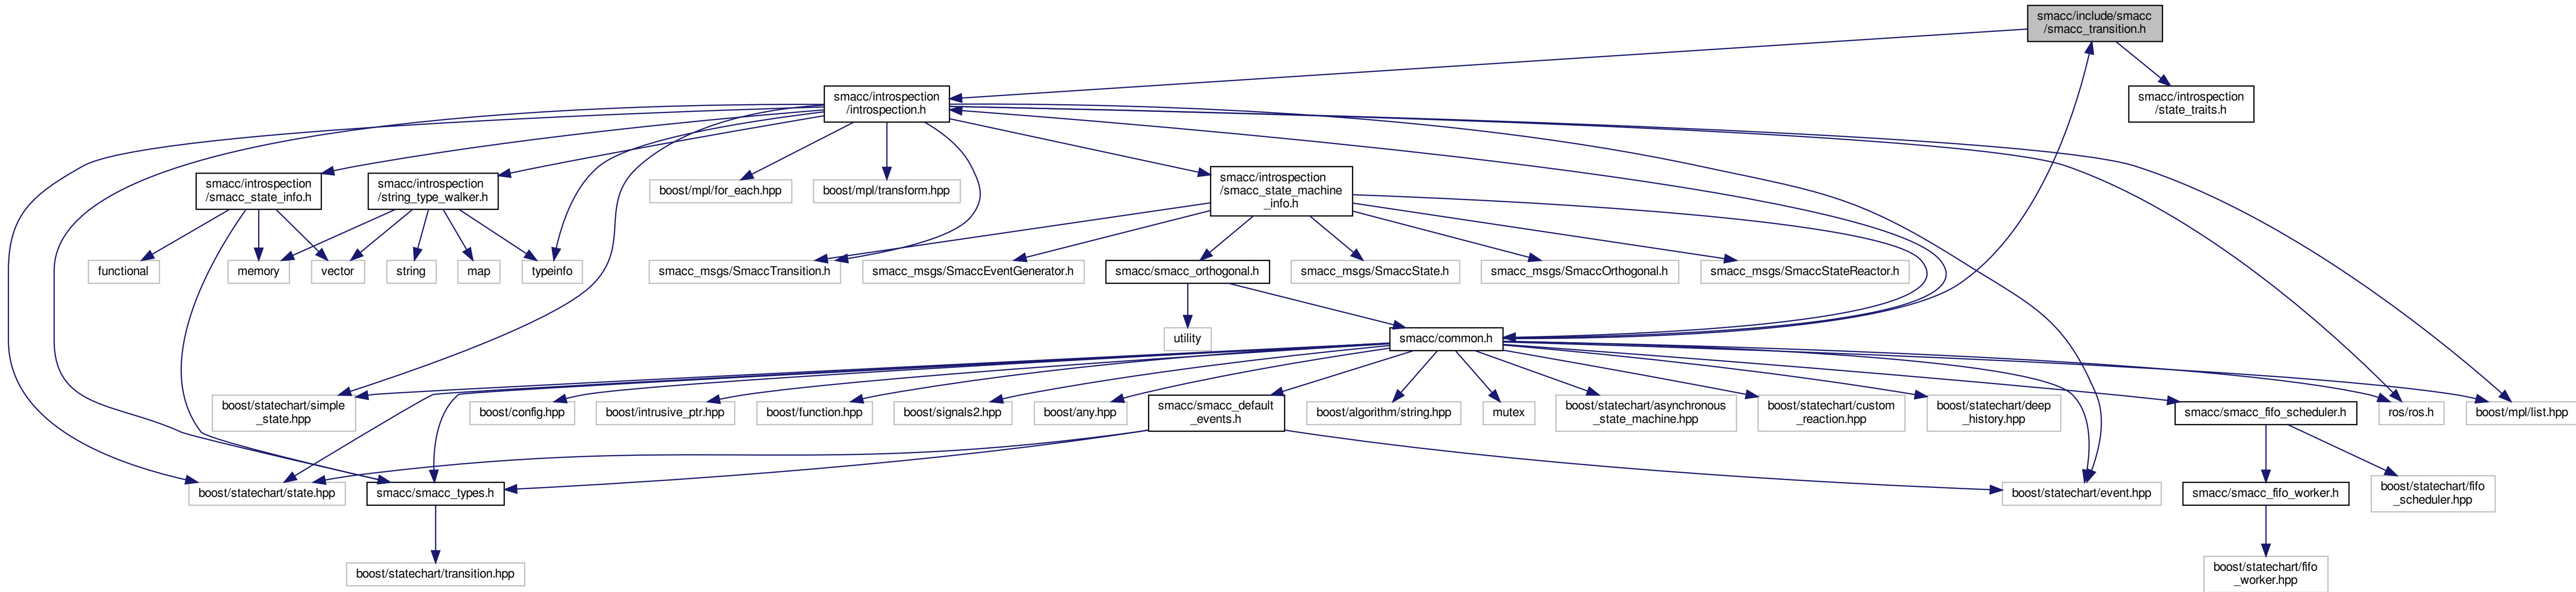 smacc/include/smacc
/smacc_transition.h
smacc/introspection
/introspection.h
smacc/introspection
/state_traits.h
smacc/introspection
/smacc_state_info.h
smacc/introspection
/string_type_walker.h
boost/mpl/for_each.hpp
boost/mpl/transform.hpp
smacc/introspection
/smacc_state_machine
_info.h
functional
memory
vector
string
map
typeinfo
smacc_msgs/SmaccTransition.h
smacc_msgs/SmaccEventGenerator.h
smacc/smacc_orthogonal.h
smacc_msgs/SmaccState.h
smacc_msgs/SmaccOrthogonal.h
smacc_msgs/SmaccStateReactor.h
utility
smacc/common.h
boost/statechart/simple
_state.hpp
boost/config.hpp
boost/intrusive_ptr.hpp
boost/function.hpp
boost/signals2.hpp
boost/any.hpp
smacc/smacc_default
_events.h
boost/algorithm/string.hpp
mutex
boost/statechart/asynchronous
_state_machine.hpp
boost/statechart/custom
_reaction.hpp
boost/statechart/deep
_history.hpp
smacc/smacc_fifo_scheduler.h
ros/ros.h
boost/mpl/list.hpp
boost/statechart/state.hpp
smacc/smacc_types.h
boost/statechart/event.hpp
smacc/smacc_fifo_worker.h
boost/statechart/fifo
_scheduler.hpp
boost/statechart/transition.hpp
boost/statechart/fifo
_worker.hpp